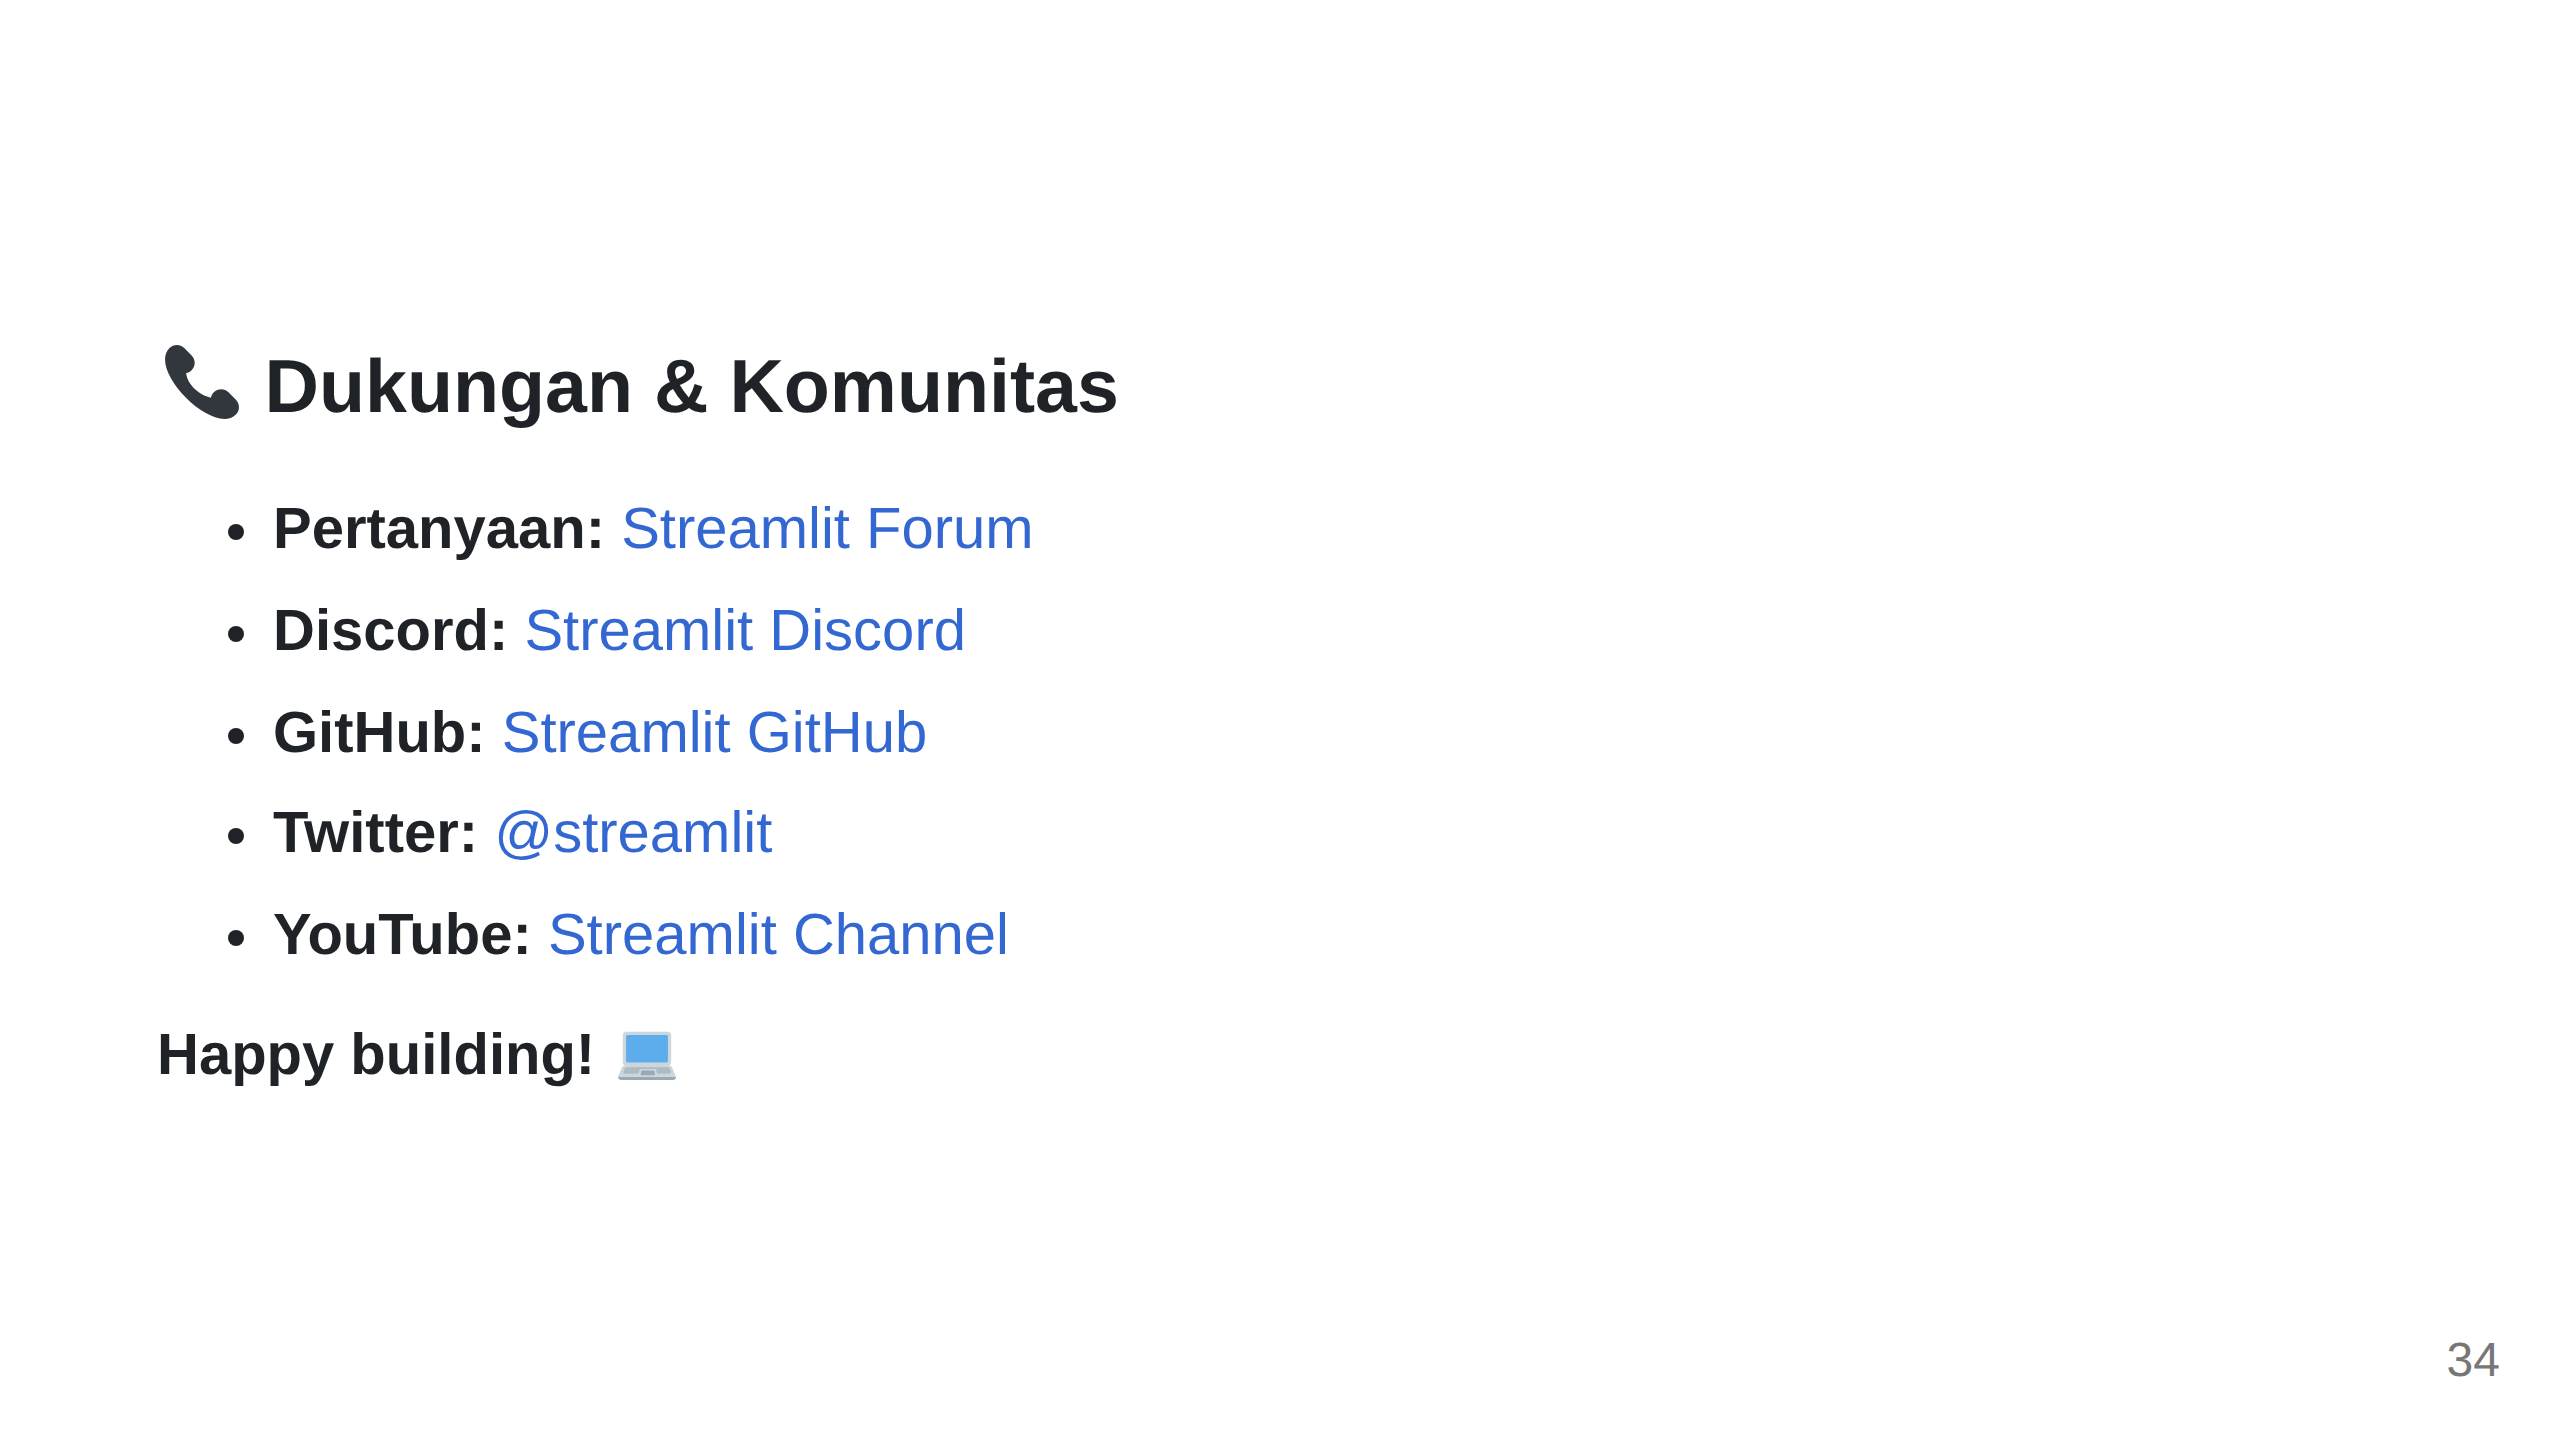 📞 Dukungan & Komunitas
• Pertanyaan: Streamlit Forum
• Discord: Streamlit Discord
• GitHub: Streamlit GitHub
• Twitter: @streamlit
• YouTube: Streamlit Channel
Happy building! 💻
34